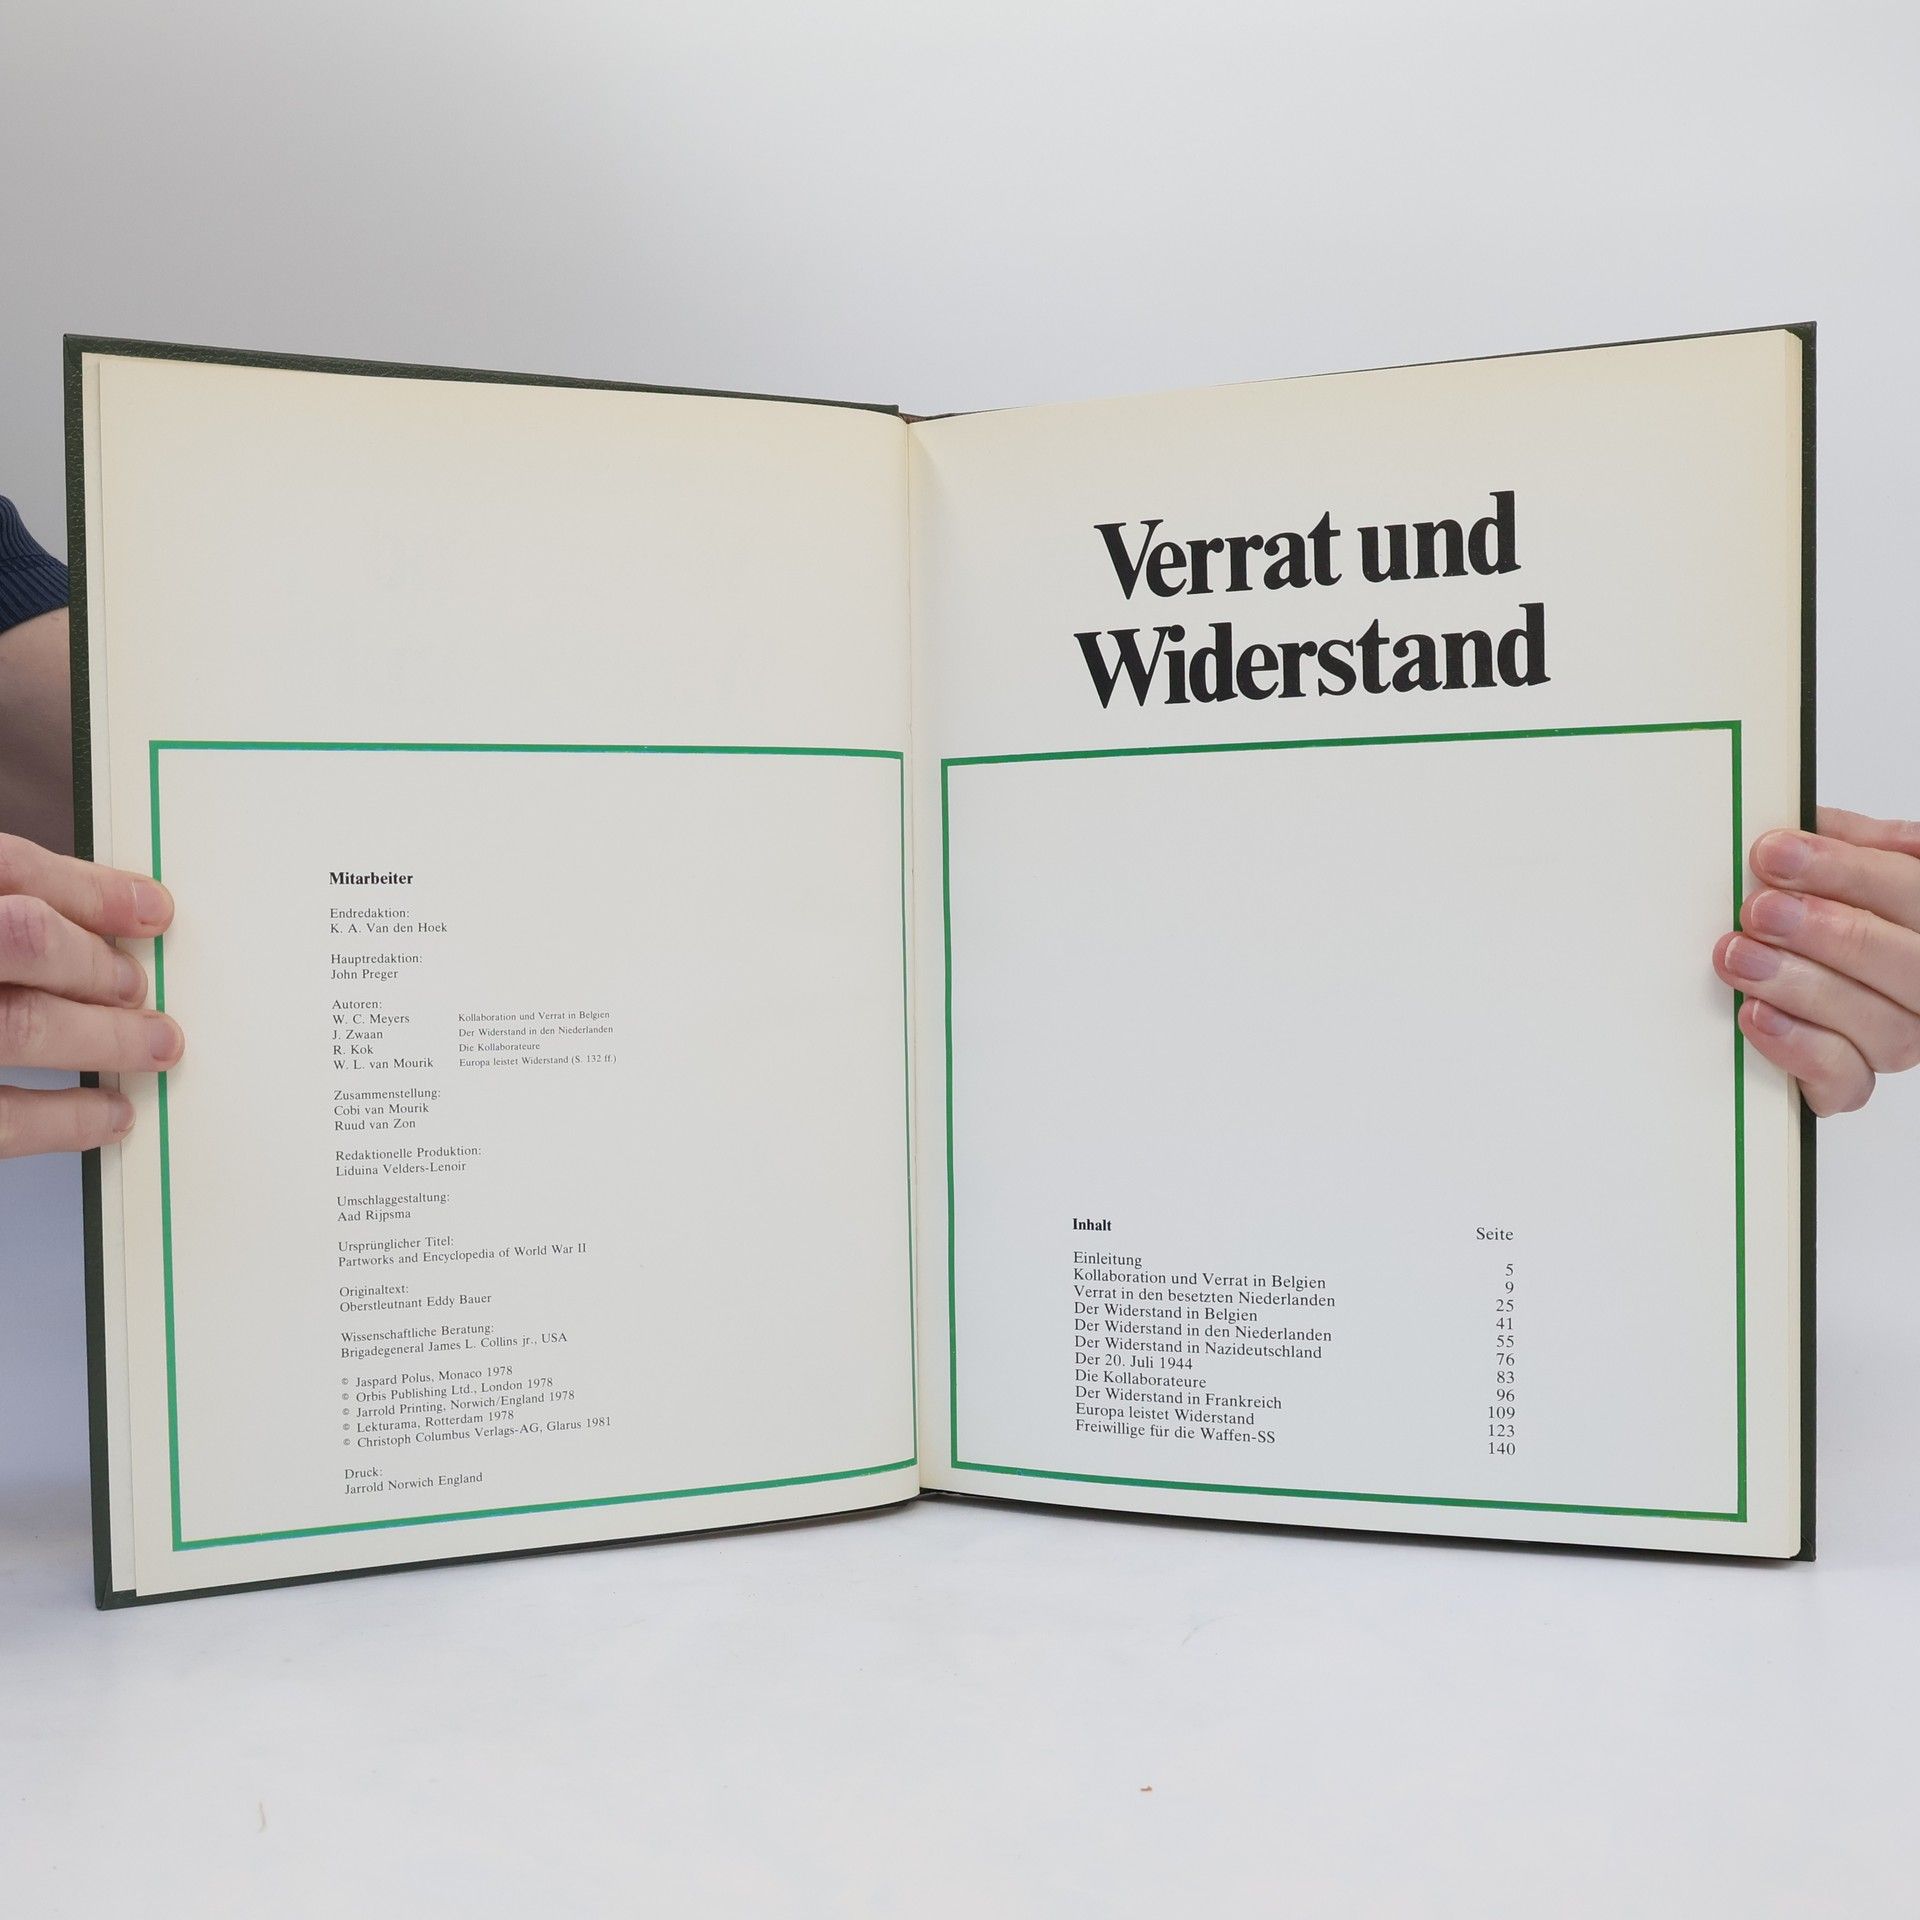 Mitarbeiter
Endredaktion:
K. A. Van den Hoek
Hauptredaktion:
John Preger
Autoren:
W. C. Meyers Kollaboration und Verrat in Belgien
J. Zwaan Der Widerstand in den Niederlanden
R. Kok Die Kollaborateure
W. L. van Mourik Europa leistet Widerstand (S. 132 ff.)
Zusammenstellung:
Cobi van Mourik
Ruud van Zon
Redaktionelle Produktion:
Liduina Velders-Lenoir
Umschlaggestaltung:
Aad Rijpsma
Ursprünglicher Titel:
Partworks and Encyclopedia of World War II
Originaltext:
Oberstleutnant Eddy Bauer
Wissenschaftliche Beratung:
Brigadegeneral James L. Collins jr., USA
© Jaspard Polus, Monaco 1978
© Orbis Publishing Ltd., London 1978
© Jarrold Printing, Norwich/England 1978
© Lekturama, Rotterdam 1978
© Christoph Columbus Verlags-AG, Glarus 1981
Druck:
Jarrold Norwich England
Verrat und
Widerstand
Inhalt Seite
Einleitung 5
Kollaboration und Verrat in Belgien 9
Verrat in den besetzten Niederlanden 25
Der Widerstand in Belgien 41
Der Widerstand in den Niederlanden 55
Der Widerstand in Nazideutschland 76
Der 20. Juli 1944 83
Die Kollaborateure 96
Der Widerstand in Frankreich 109
Europa leistet Widerstand 123
Freiwillige für die Waffen-SS 140